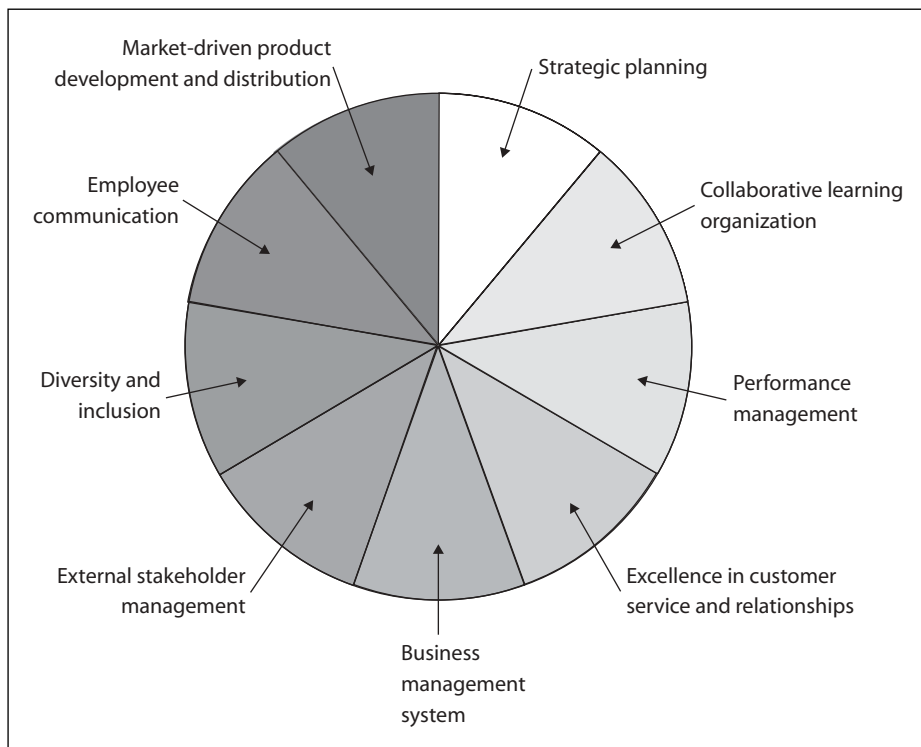 Market-driven product
development and distribution
Strategic planning
Collaborative learning
organization
Performance
management
Excellence in customer
service and relationships
Business
management
system
External stakeholder
management
Diversity and
inclusion
Employee
communication